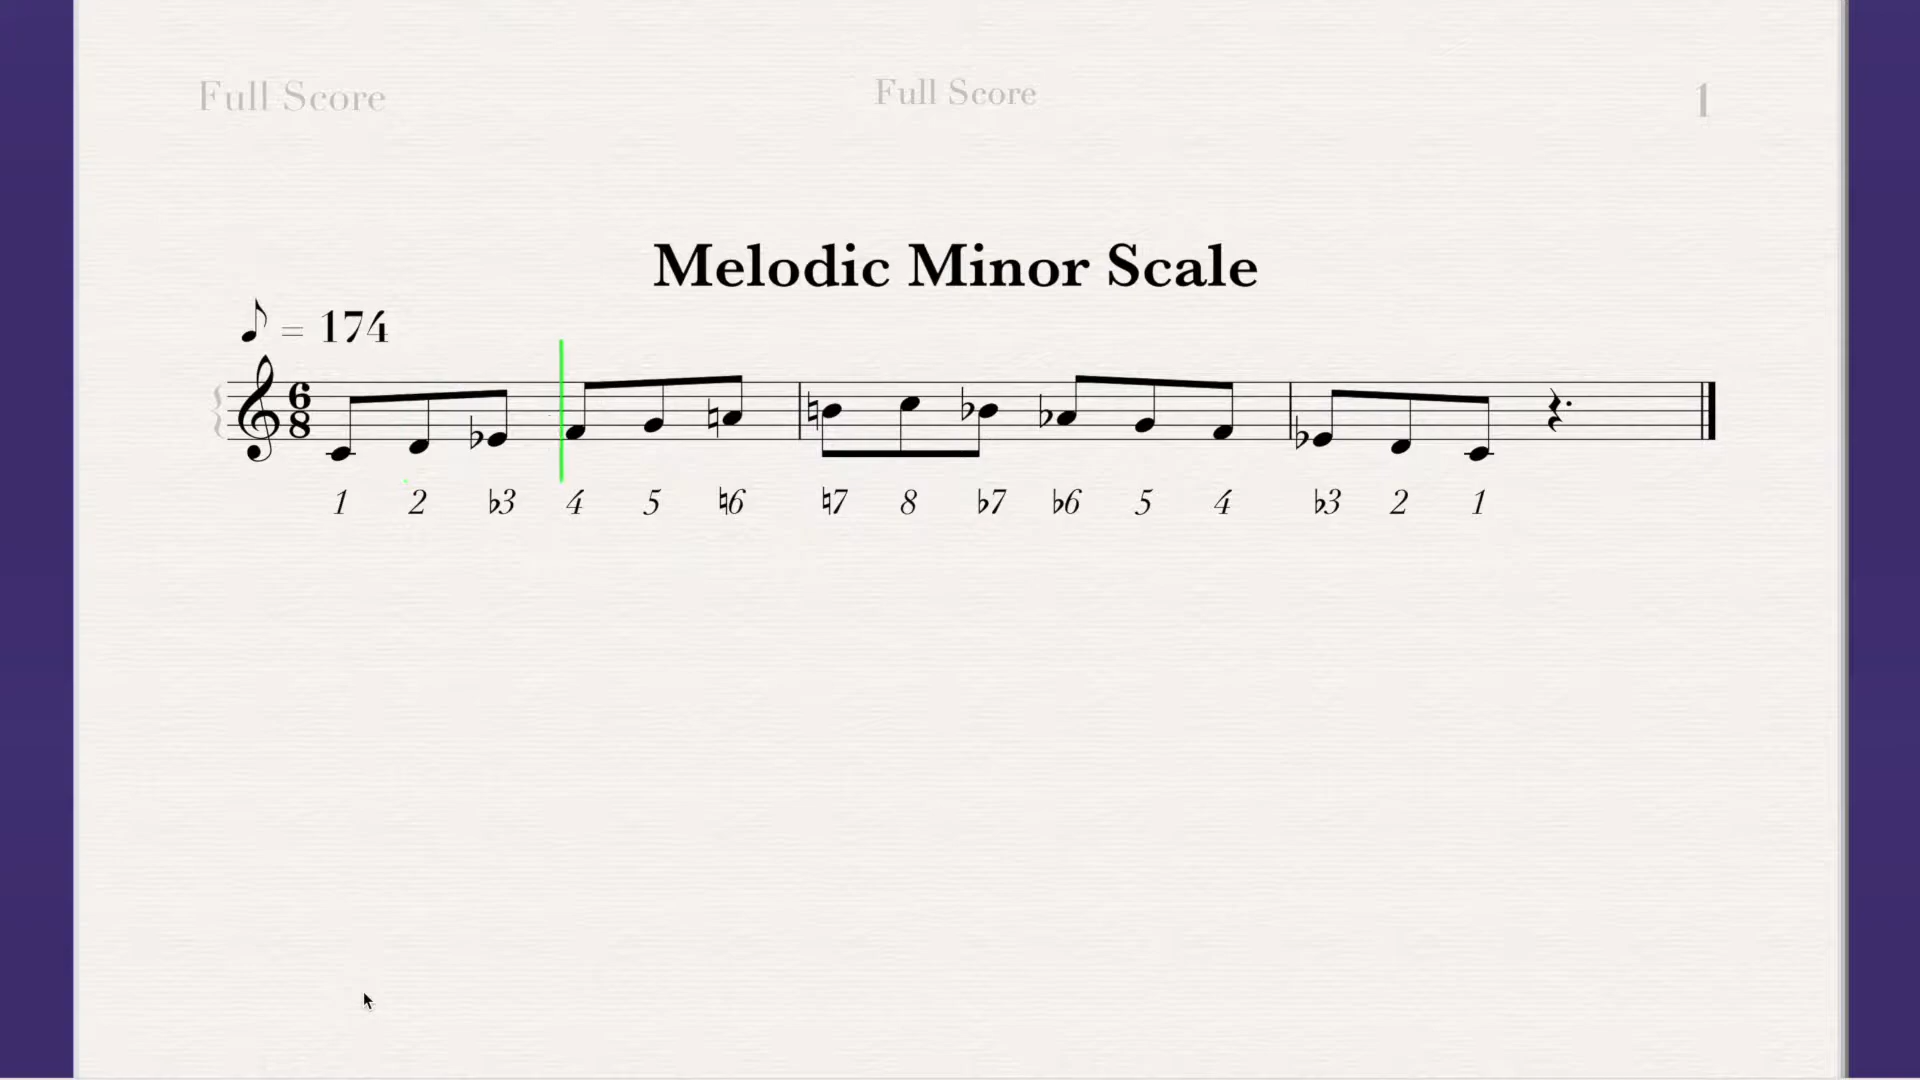 Full Score Full Score 1
Melodic Minor Scale
♪ = 174
6
8
1 2 ♭3 4 5 ♮6 ♮7 8 ♭7 ♭6 5 4 ♭3 2 1